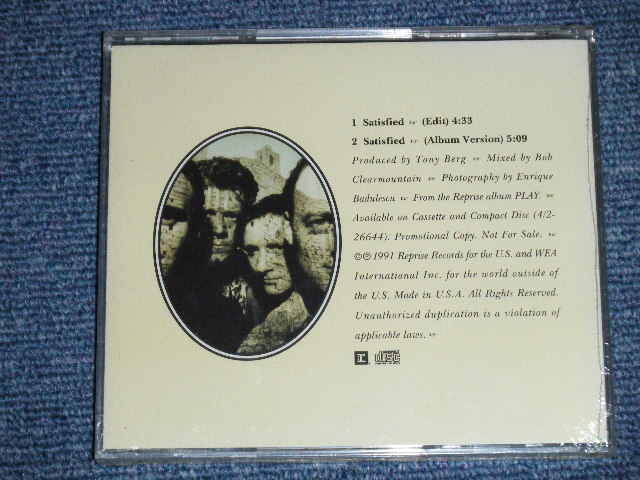 1 Satisfied ☞ (Edit) 4:33
2 Satisfied ☞ (Album Version) 5:09
Produced by Tony Berg ☞ Mixed by Bob
Clearmountain ☞ Photography by Enrique
Badulescu ☞ From the Reprise album PLAY. ☞
Available on Cassette and Compact Disc (4/2-
26644). Promotional Copy. Not For Sale. ☞
©℗ 1991 Reprise Records for the U.S. and WEA
International Inc. for the world outside of
the U.S. Made in U.S.A. All Rights Reserved.
Unauthorized duplication is a violation of
applicable laws. ☞
disc